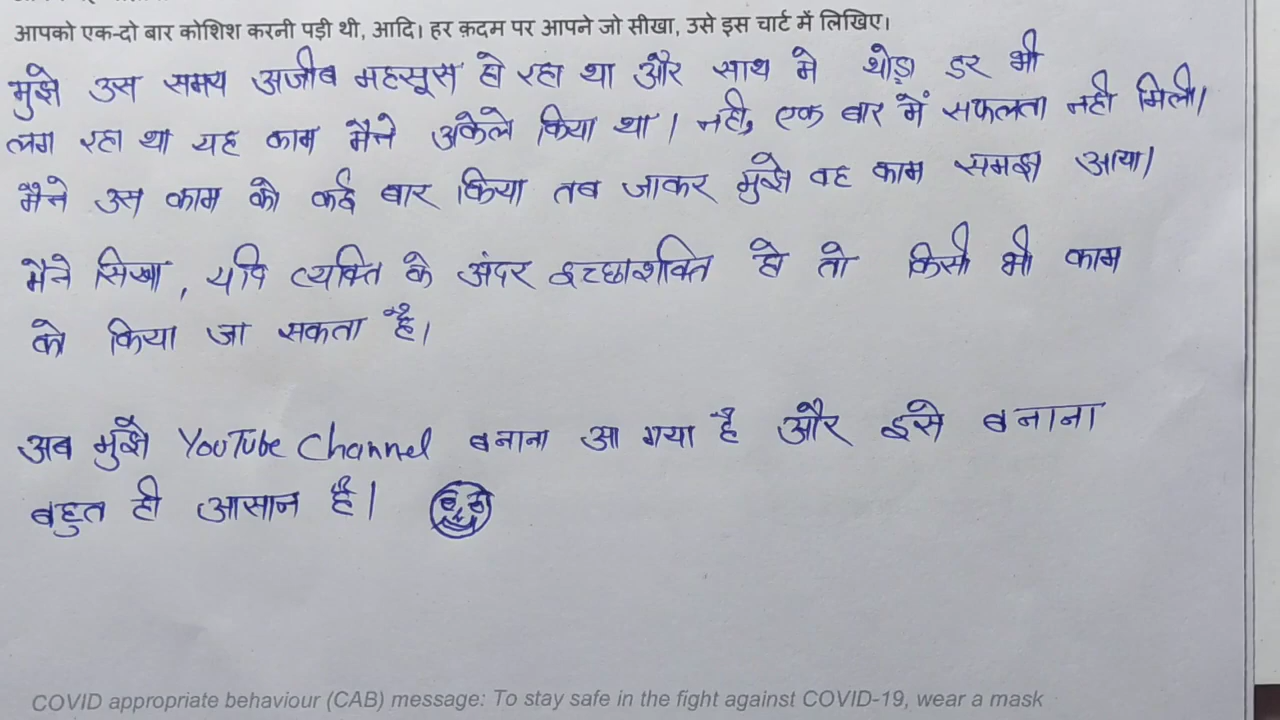 आपको एक-दो बार कोशिश करनी पड़ी थी, आदि। हर क़दम पर आपने जो सीखा, उसे इस चार्ट में लिखिए।
मुझे उस समय अजीब महसूस हो रहा था और साथ मे थोड़ा डर भी
लग रहा था यह काम मैने अकेले किया था। नही, एक बार में सफलता नही मिली।
मैने उस काम को कई बार किया तब जाकर मुझे वह काम समझ आया।
मैने सिखा, यदि व्यक्ति के अंदर इच्छाशक्ति हो तो किसी भी काम
को किया जा सकता है।
अब मुझे YouTube Channel बनाना आ गया है और इसे बनाना
बहुत ही आसान है।
COVID appropriate behaviour (CAB) message: To stay safe in the fight against COVID-19, wear a mask